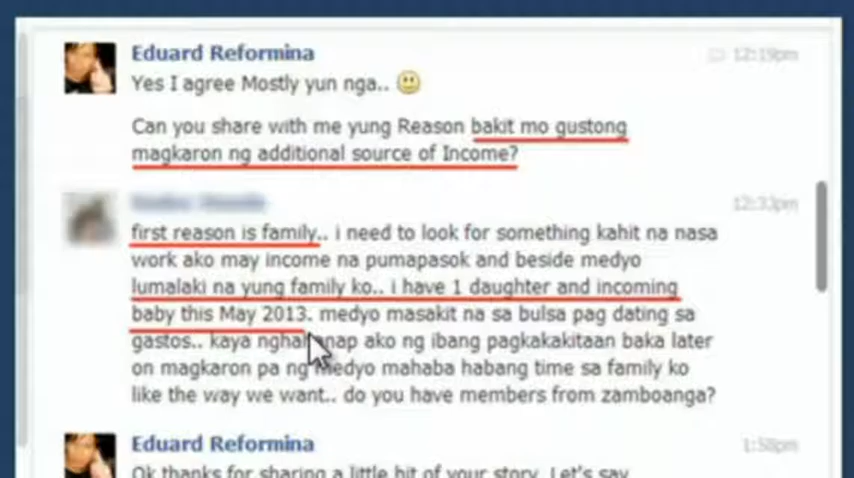 Eduard Reformina 12:19pm
Yes I agree Mostly yun nga..
Can you share with me yung Reason bakit mo gustong
magkaron ng additional source of Income?
12:33pm
first reason is family.. i need to look for something kahit na nasa
work ako may income na pumapasok and beside medyo
lumalaki na yung family ko.. i have 1 daughter and incoming
baby this May 2013. medyo masakit na sa bulsa pag dating sa
gastos.. kaya ako ng ibang pagkakakitaan baka later
on magkaron pa ng medyo mahaba habang time sa family ko
like the way we want.. do you have members from zamboanga?
Eduard Reformina 1:58pm
Ok thanks for sharing a little bit of your story. Let's say